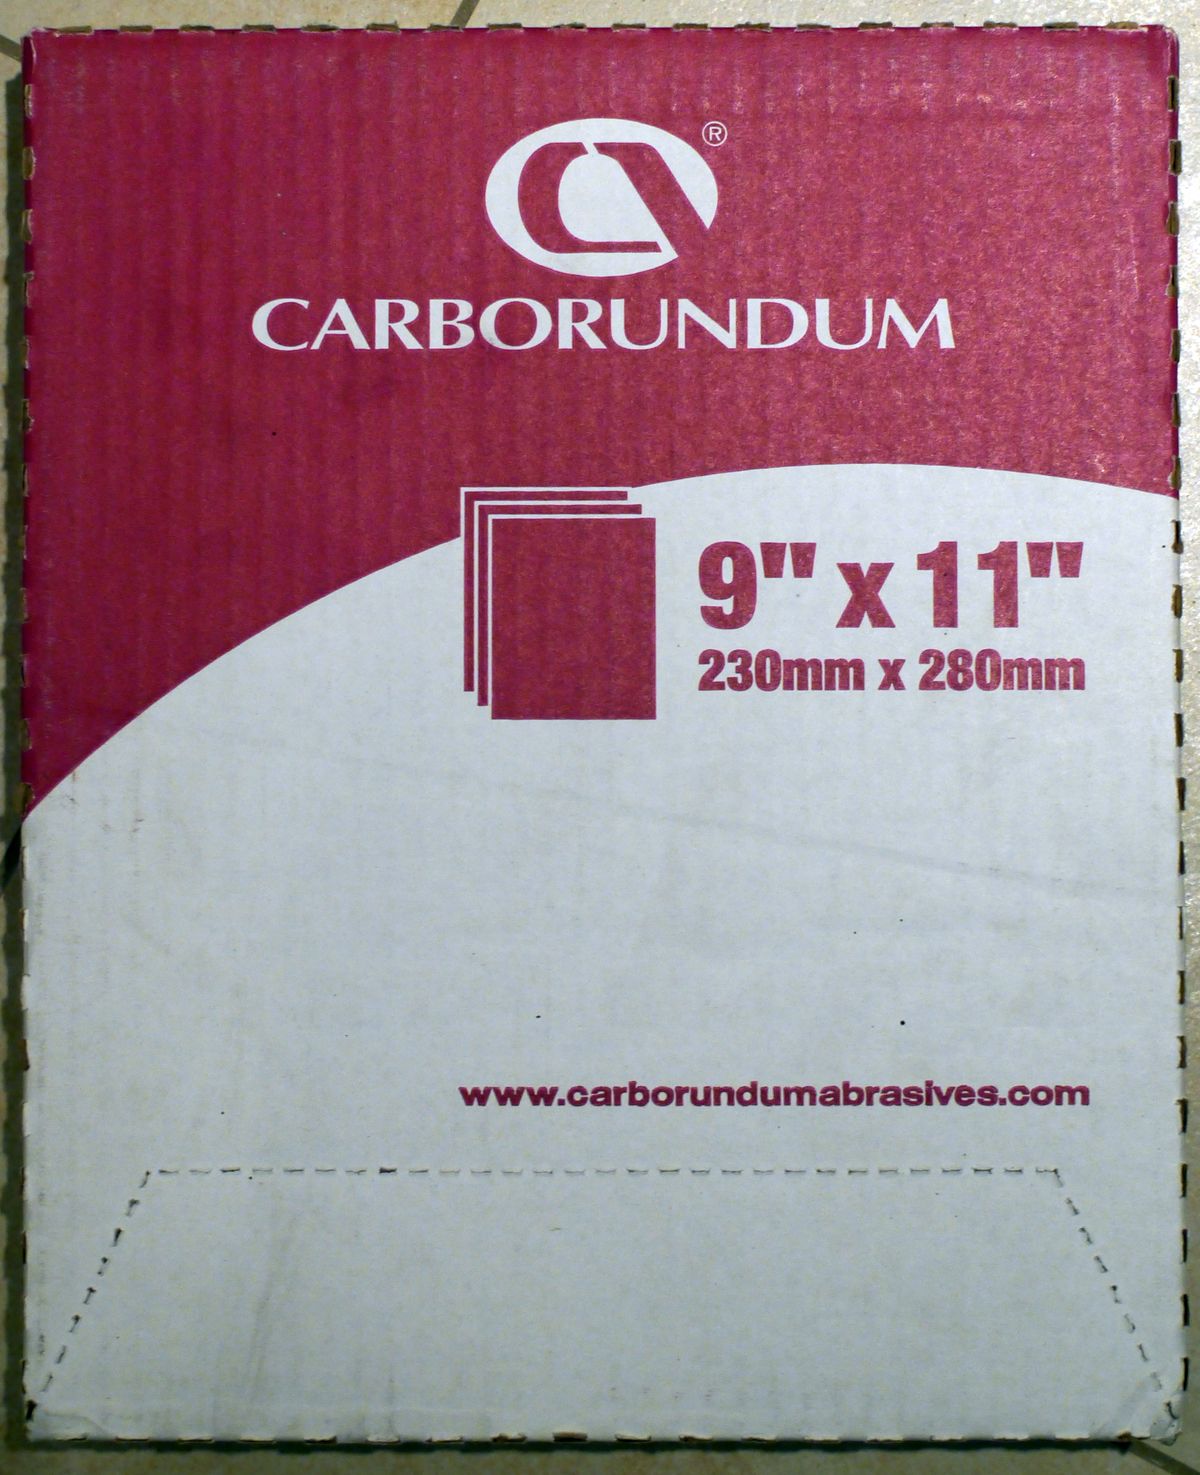 ®
CARBORUNDUM
9" x 11"
230mm x 280mm
www.carborundumabrasives.com